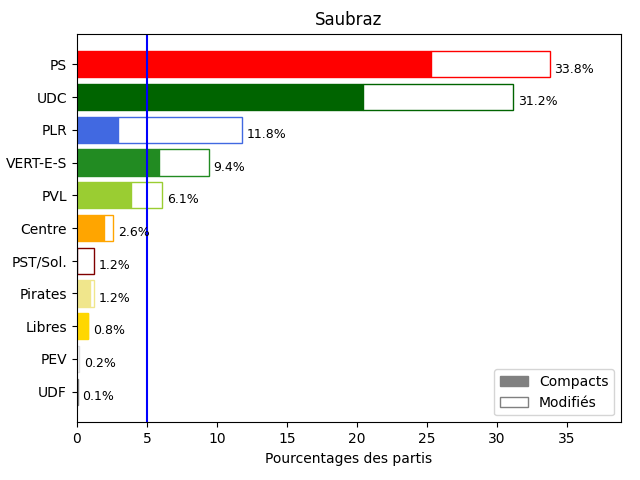 Saubraz
PS 33.8%
UDC 31.2%
PLR 11.8%
VERT-E-S 9.4%
PVL 6.1%
Centre 2.6%
PST/Sol. 1.2%
Pirates 1.2%
Libres 0.8%
PEV 0.2%
UDF 0.1%
Compacts
Modifiés
0 5 10 15 20 25 30 35
Pourcentages des partis